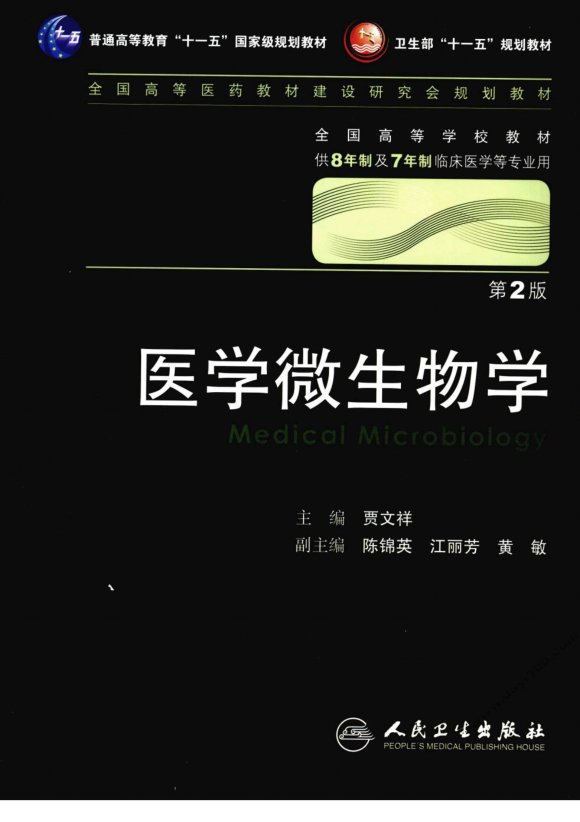 十一五 普通高等教育“十一五”国家级规划教材 卫生部“十一五”规划教材
全国高等医药教材建设研究会规划教材
全国高等学校教材
供8年制及7年制临床医学等专业用
第2版
医学微生物学
Medical Microbiology
主 编 贾文祥
副主编 陈锦英 江丽芳 黄 敏
人民卫生出版社
PEOPLE'S MEDICAL PUBLISHING HOUSE